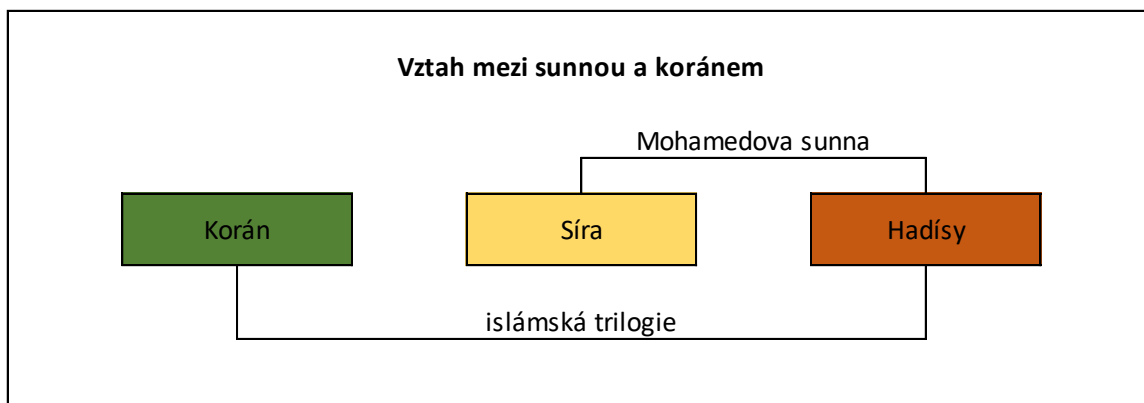 Vztah mezi sunnou a koránem
Mohamedova sunna
Korán
Síra
Hadísy
islámská trilogie